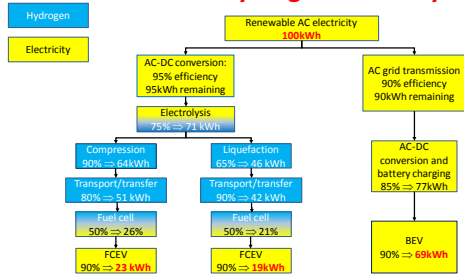 Hydrogen
Electricity
Renewable AC electricity
100kWh
AC-DC conversion:
95% efficiency
95kWh remaining
AC grid transmission
90% efficiency
90kWh remaining
Electrolysis
75% ⇒ 71 kWh
Compression
90% ⇒ 64kWh
Liquefaction
65% ⇒ 46 kWh
Transport/transfer
80% ⇒ 51 kWh
Transport/transfer
90% ⇒ 42 kWh
Fuel cell
50% ⇒ 26%
Fuel cell
50% ⇒ 21%
FCEV
90% ⇒ 23 kWh
FCEV
90% ⇒ 19kWh
AC-DC
conversion and
battery charging
85% ⇒ 77kWh
BEV
90% ⇒ 69kWh